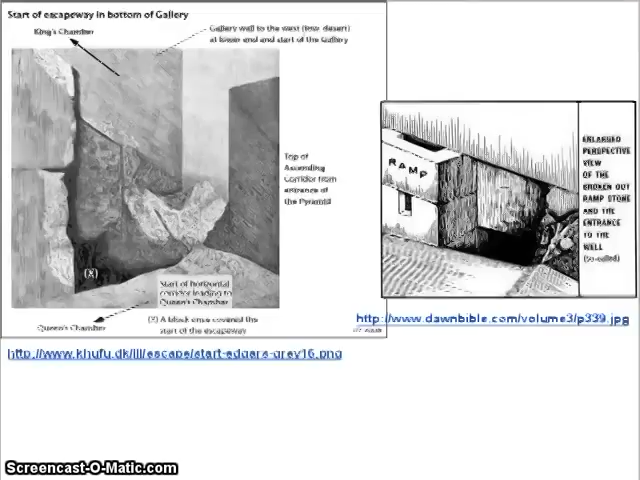 Start of escapeway in bottom of Gallery
King's Chamber
Gallery wall to the west (low, desert)
at lower end and start of the Gallery
Top of
Ascending
Corridor from
entrance of
the Pyramid
(X)
Start of horizontal
corridor leading to
Queen's Chamber
Queen's Chamber
(X) A block once covered the
start of the escapeway
http://www.khufu.dk/ill/escape/start-edgars-grey16.png
RAMP
ENLARGED
PERSPECTIVE
VIEW
OF THE
BROKEN OUT
RAMP STONE
AND THE
ENTRANCE
TO THE
WELL
(so-called)
http://www.dawnbible.com/volume3/p339.jpg
Screencast-O-Matic.com